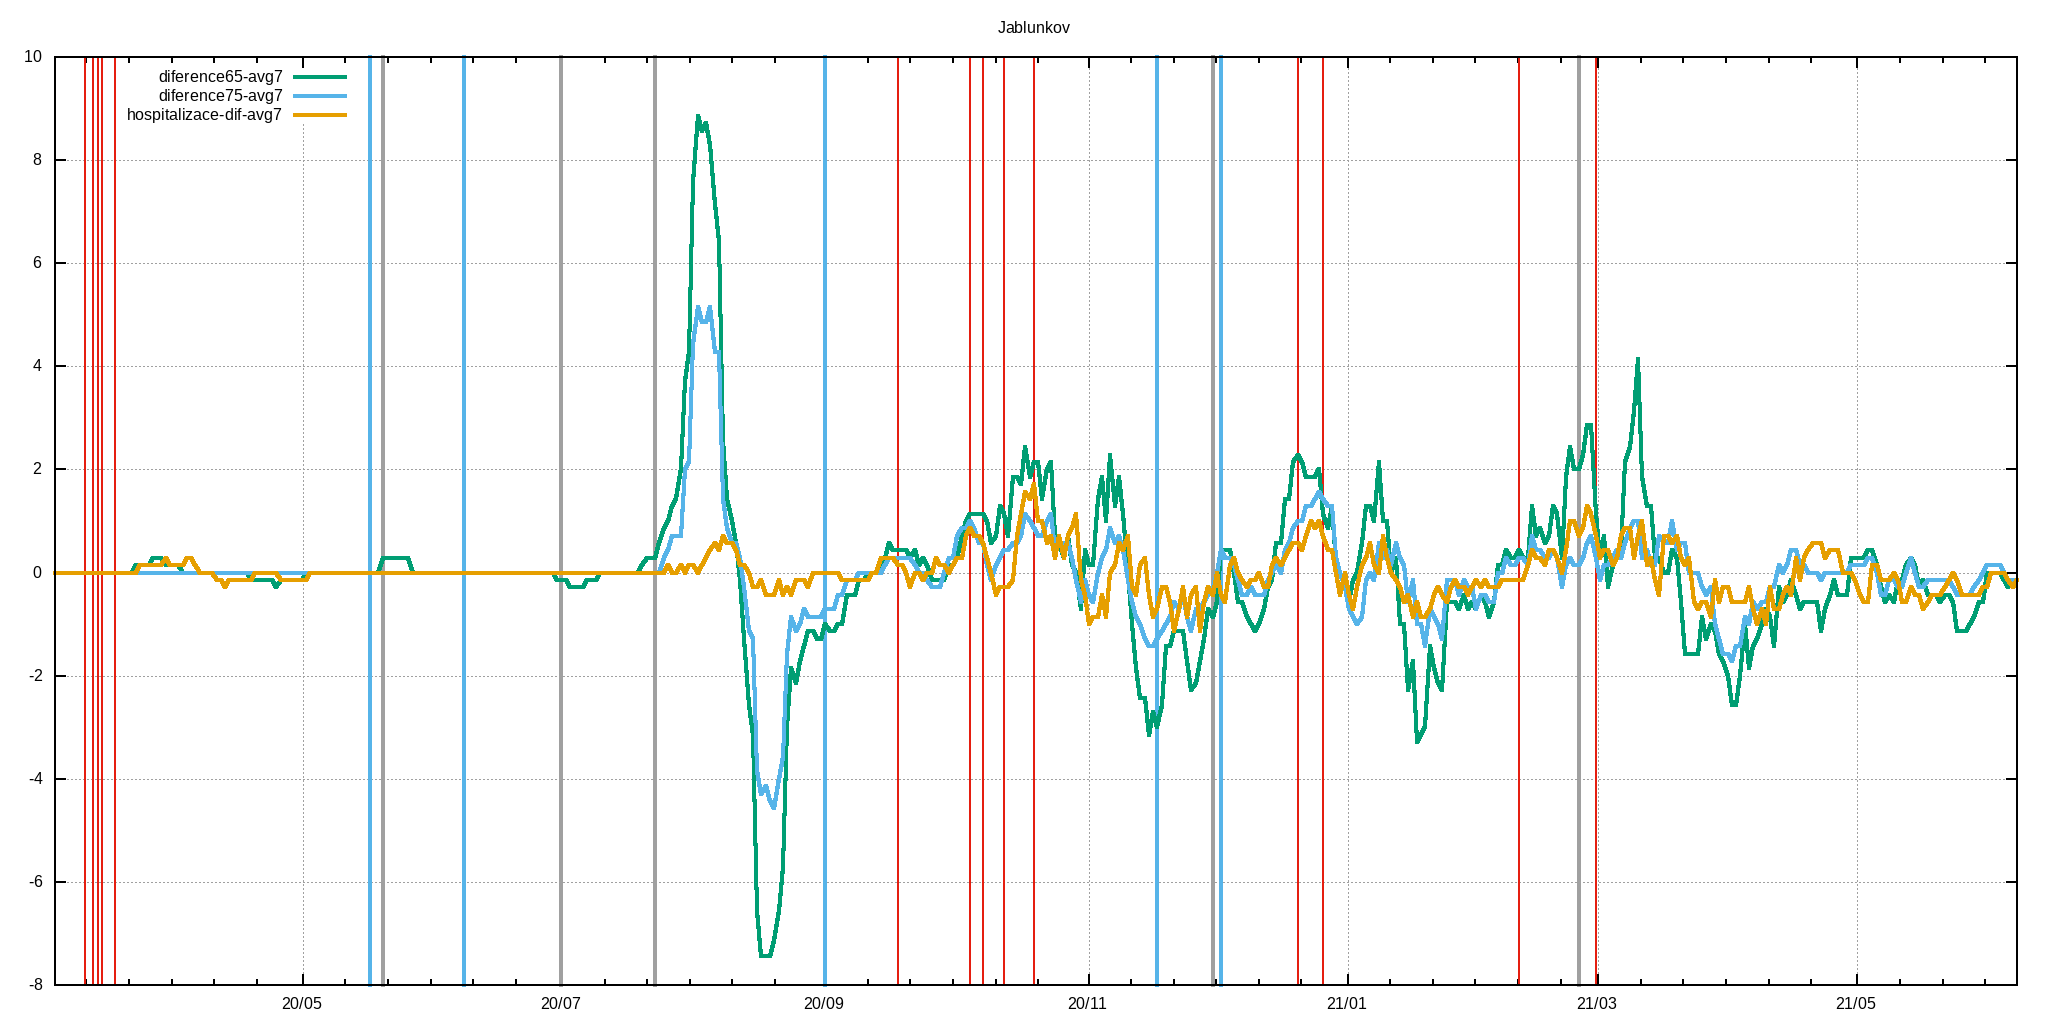 Jablunkov
10
diference65-avg7
diference75-avg7
hospitalizace-dif-avg7
8
6
4
2
0
-2
-4
-6
-8
20/05 20/07 20/09 20/11 21/01 21/03 21/05